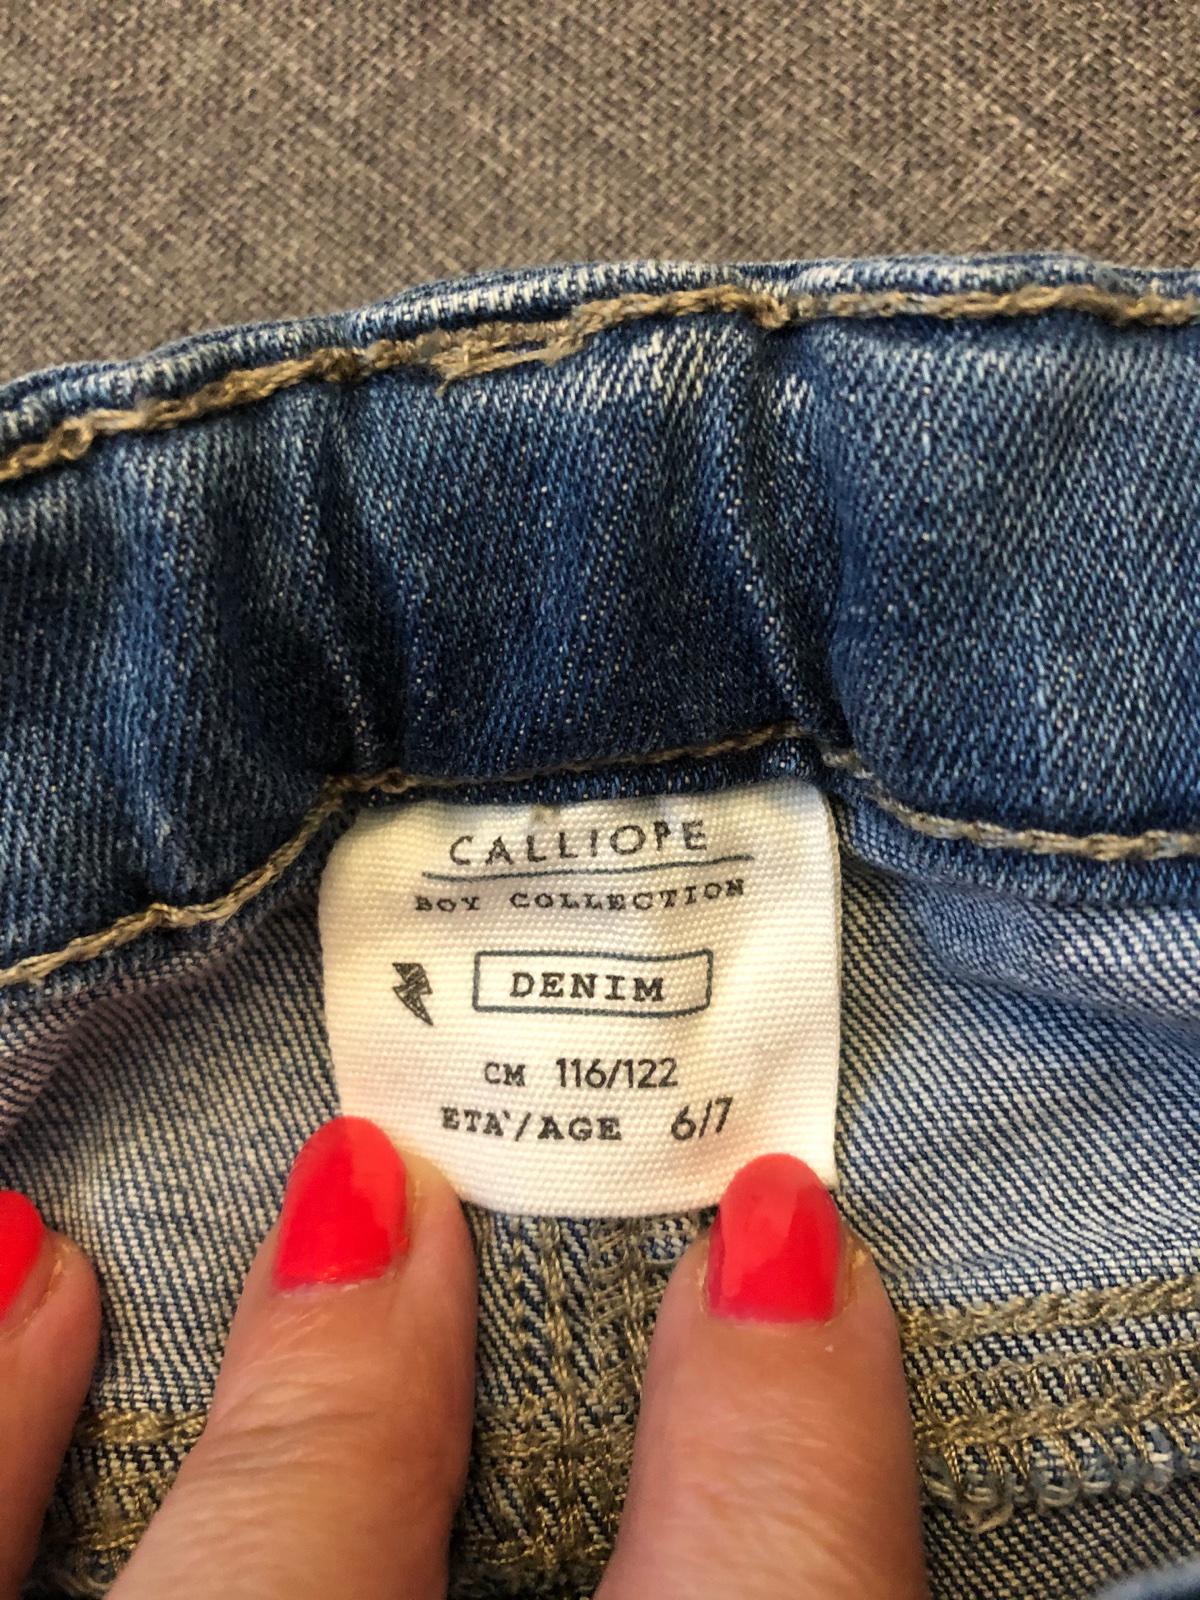 CALLIOPE
BOY COLLECTION
DENIM
CM 116/122
ETA'/AGE 6/7